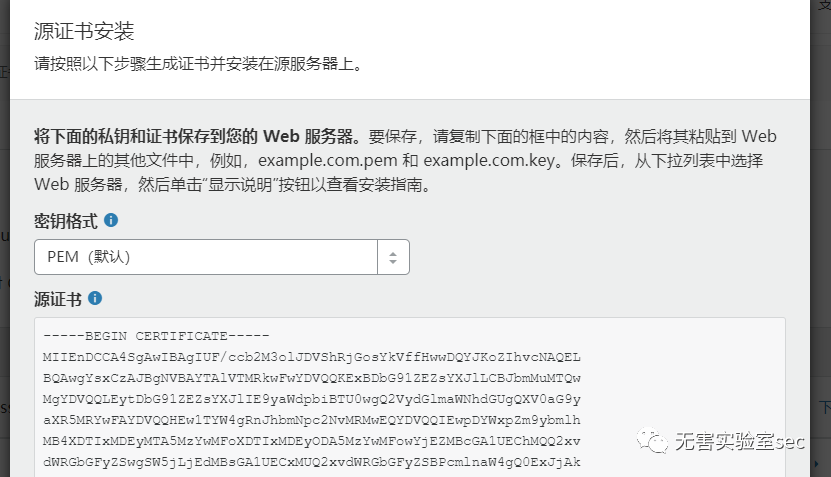 源证书安装
请按照以下步骤生成证书并安装在源服务器上。
将下面的私钥和证书保存到您的 Web 服务器。要保存，请复制下面的框中的内容，然后将其粘贴到 Web
服务器上的其他文件中，例如，example.com.pem 和 example.com.key。保存后，从下拉列表中选择
Web 服务器，然后单击“显示说明”按钮以查看安装指南。
密钥格式
PEM（默认）
源证书
-----BEGIN CERTIFICATE-----
MIIEnDCCA4SgAwIBAgIUF/ccb2M3olJDVShRjGosYkVffHwwDQYJKoZIhvcNAQEL
BQAwgYsxCzAJBgNVBAYTAlVTMRkwFwYDVQQKExBDbG91ZEZsYXJlLCBJbmMuMTQw
MgYDVQQLEytDbG91ZEZsYXJlIE9yaWdpbiBTU0wgQ2VydGlmaWNhdGUgQXV0aG9y
aXR5MRYwFAYDVQQHEw1TYW4gRnJhbmNpc2NvMRMwEQYDVQQIEwpDYWxpZm9ybmlh
MB4XDTIxMDEyMTA5MzYwMFoXDTIxMDEyODA5MzYwMFowYjEZMBcGA1UEChMQQ2xv
dWRGbGFyZSwgSW5jLjEdMBsGA1UECxMUQ2xvdWRGbGFyZSBPcmlnaW4gQ0ExJjAk
无害实验室sec